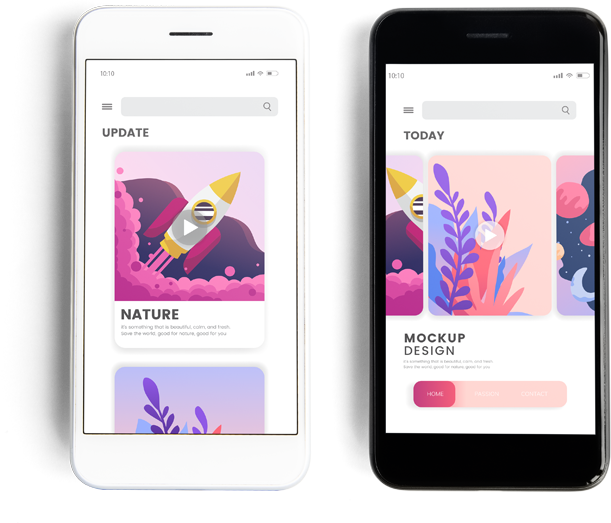 10:10
UPDATE
NATURE
It's something that is beautiful, calm, and fresh.
Save the world, good for nature, good for you
10:10
TODAY
MOCKUP
DESIGN
It's something that is beautiful, calm, and fresh.
Save the world, good for nature, good for you
HOME
CONTACT